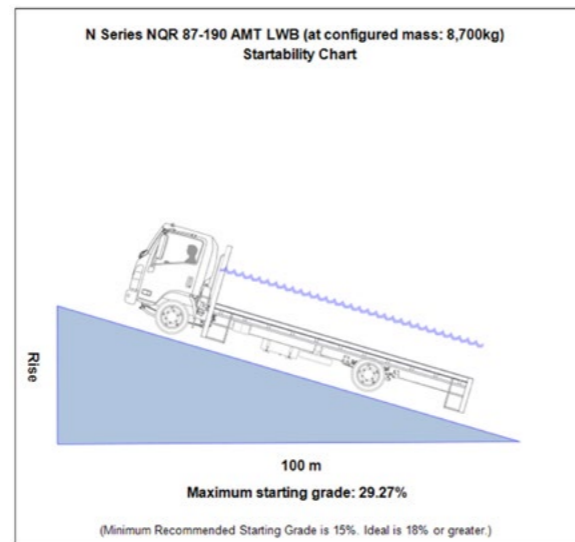 N Series NQR 87-190 AMT LWB (at configured mass: 8,700kg)
Startability Chart
Rise
100 m
Maximum starting grade: 29.27%
(Minimum Recommended Starting Grade is 15%. Ideal is 18% or greater.)